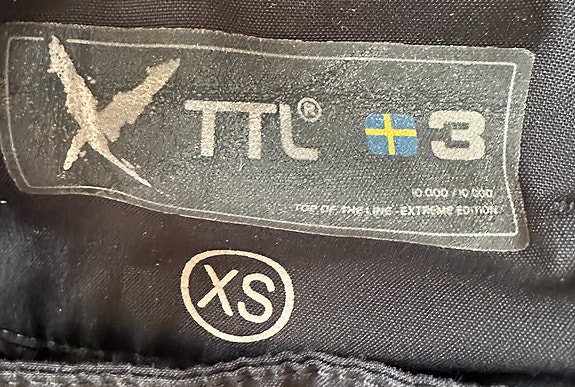 TTL® 3
10 000 / 10 000
TOP OF THE LINE - EXTREME EDITION
XS